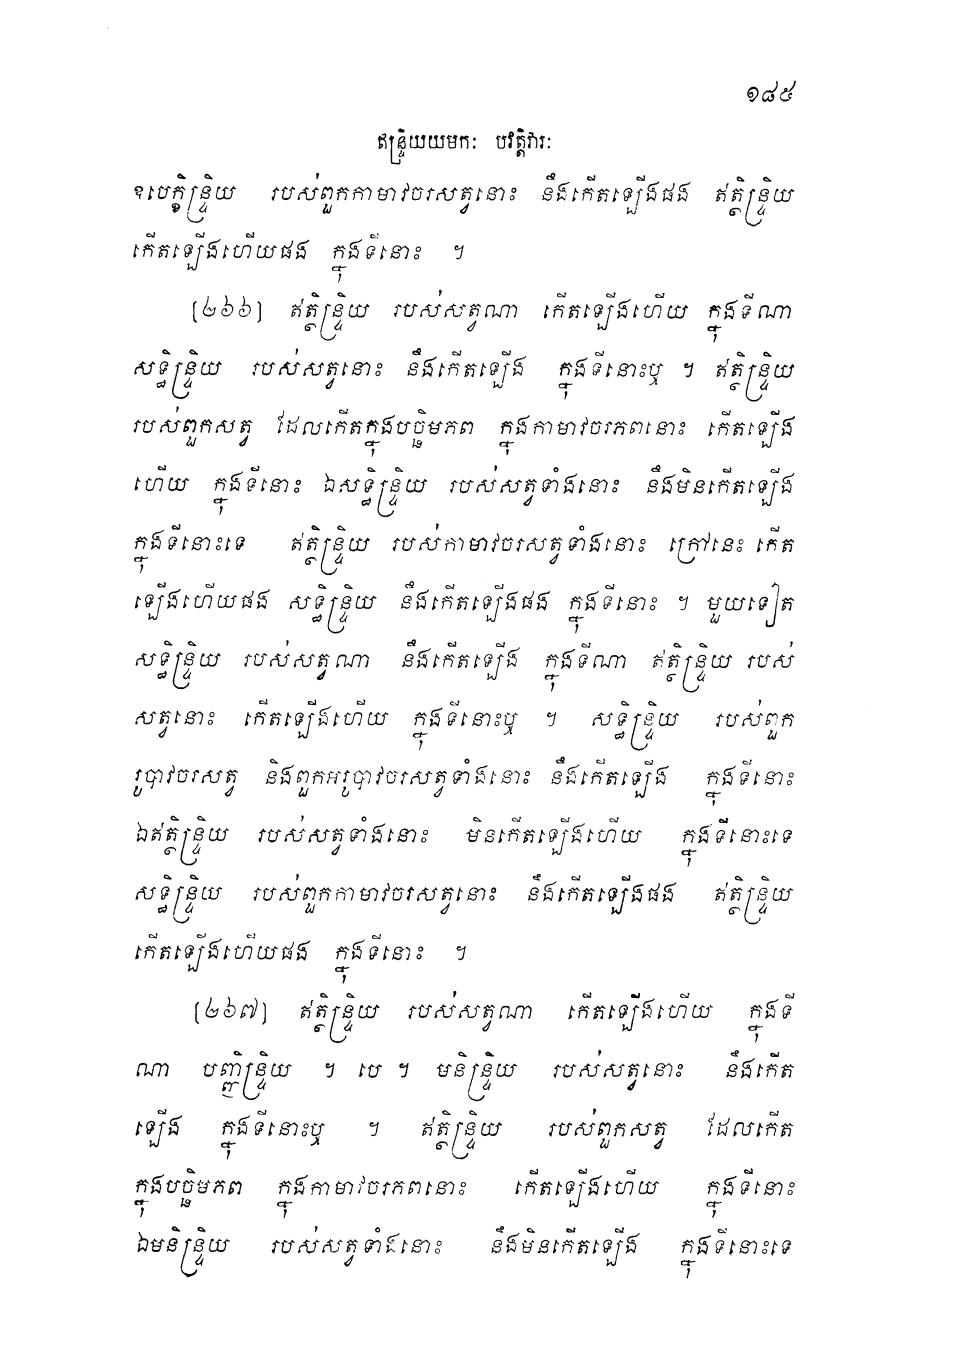 ១៨៥
ឥន្ទ្រិយយមកៈ បវត្តិវារៈ
ឧបេក្ខិន្ទ្រិយ របស់ពួកកាមាវចរសត្វនោះ នឹងកើតឡើងផង ឥត្ថិន្ទ្រិយ
កើតឡើងហើយផង ក្នុងទីនោះ ។
[២៦៦] ឥត្ថិន្ទ្រិយ របស់សត្វណា កើតឡើងហើយ ក្នុងទីណា
សទ្ធិន្ទ្រិយ របស់សត្វនោះ នឹងកើតឡើង ក្នុងទីនោះឬ ។ ឥត្ថិន្ទ្រិយ
របស់ពួកសត្វ ដែលកើតក្នុងបច្ឆិមភព ក្នុងកាមាវចរភពនោះ កើតឡើង
ហើយ ក្នុងទីនោះ ឯសទ្ធិន្ទ្រិយ របស់សត្វទាំងនោះ នឹងមិនកើតឡើង
ក្នុងទីនោះទេ ឥត្ថិន្ទ្រិយ របស់កាមាវចរសត្វទាំងនោះ ក្រៅនេះ កើត
ឡើងហើយផង សទ្ធិន្ទ្រិយ នឹងកើតឡើងផង ក្នុងទីនោះ ។ មួយទៀត
សទ្ធិន្ទ្រិយ របស់សត្វណា នឹងកើតឡើង ក្នុងទីណា ឥត្ថិន្ទ្រិយ របស់
សត្វនោះ កើតឡើងហើយ ក្នុងទីនោះឬ ។ សទ្ធិន្ទ្រិយ របស់ពួក
រូបាវចរសត្វ និងពួកអរូបាវចរសត្វទាំងនោះ នឹងកើតឡើង ក្នុងទីនោះ
ឯឥត្ថិន្ទ្រិយ របស់សត្វទាំងនោះ មិនកើតឡើងហើយ ក្នុងទីនោះទេ
សទ្ធិន្ទ្រិយ របស់ពួកកាមាវចរសត្វនោះ នឹងកើតឡើងផង ឥត្ថិន្ទ្រិយ
កើតឡើងហើយផង ក្នុងទីនោះ ។
[២៦៧] ឥត្ថិន្ទ្រិយ របស់សត្វណា កើតឡើងហើយ ក្នុងទី
ណា បញ្ញិន្ទ្រិយ ។ បេ ។ មនិន្ទ្រិយ របស់សត្វនោះ នឹងកើត
ឡើង ក្នុងទីនោះឬ ។ ឥត្ថិន្ទ្រិយ របស់ពួកសត្វ ដែលកើត
ក្នុងបច្ឆិមភព ក្នុងកាមាវចរភពនោះ កើតឡើងហើយ ក្នុងទីនោះ
ឯមនិន្ទ្រិយ របស់សត្វទាំងនោះ នឹងមិនកើតឡើង ក្នុងទីនោះទេ